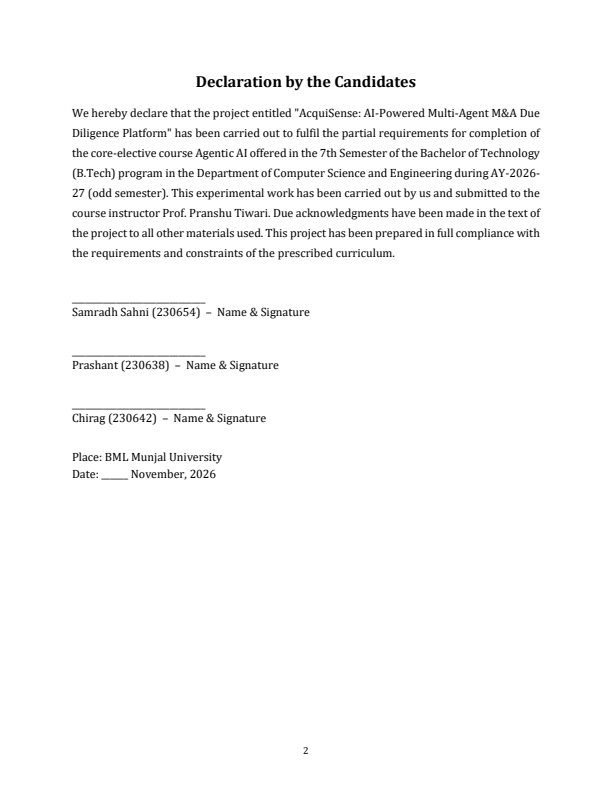 Declaration by the Candidates
We hereby declare that the project entitled "AcquiSense: AI-Powered Multi-Agent M&A Due
Diligence Platform" has been carried out to fulfil the partial requirements for completion of
the core-elective course Agentic AI offered in the 7th Semester of the Bachelor of Technology
(B.Tech) program in the Department of Computer Science and Engineering during AY-2026-
27 (odd semester). This experimental work has been carried out by us and submitted to the
course instructor Prof. Pranshu Tiwari. Due acknowledgments have been made in the text of
the project to all other materials used. This project has been prepared in full compliance with
the requirements and constraints of the prescribed curriculum.
___________________________
Samradh Sahni (230654) – Name & Signature
___________________________
Prashant (230638) – Name & Signature
___________________________
Chirag (230642) – Name & Signature
Place: BML Munjal University
Date: _____ November, 2026
2